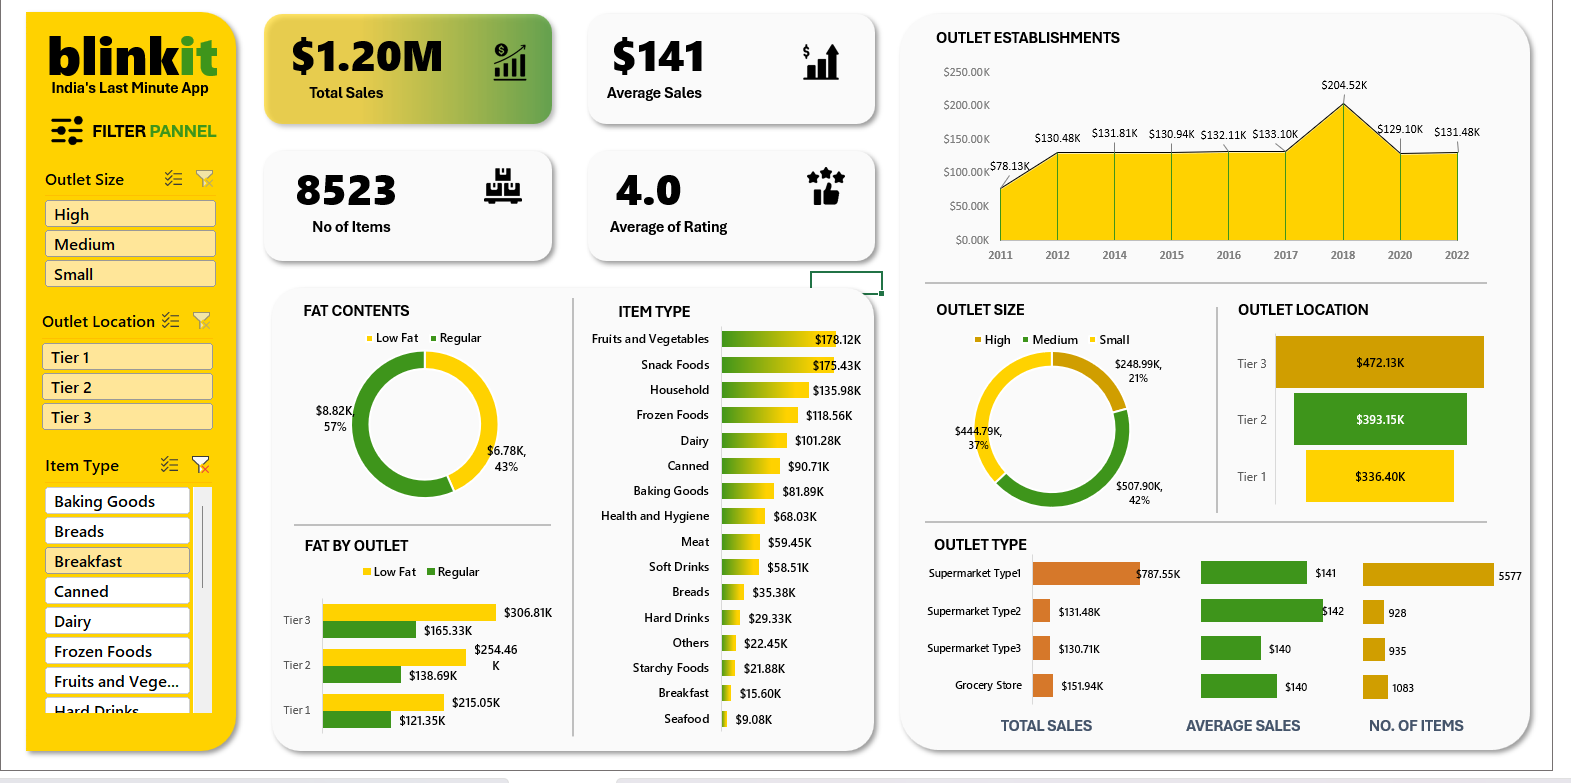 blinkit
India's Last Minute App
FILTER PANNEL
Outlet Size
High
Medium
Small
Outlet Location
Tier 1
Tier 2
Tier 3
Item Type
Baking Goods
Breads
Breakfast
Canned
Dairy
Frozen Foods
Fruits and Vege...
Hard Drinks
$1.20M
Total Sales
$
$141
Average Sales
$
8523
No of Items
4.0
Average of Rating
FAT CONTENTS
Low Fat Regular
$8.82K,
57%
$6.78K,
43%
FAT BY OUTLET
Low Fat Regular
Tier 3 $306.81K
$165.33K
Tier 2 $254.46
K
$138.69K
Tier 1 $215.05K
$121.35K
ITEM TYPE
Fruits and Vegetables $178.12K
Snack Foods $175.43K
Household $135.98K
Frozen Foods $118.56K
Dairy $101.28K
Canned $90.71K
Baking Goods $81.89K
Health and Hygiene $68.03K
Meat $59.45K
Soft Drinks $58.51K
Breads $35.38K
Hard Drinks $29.33K
Others $22.45K
Starchy Foods $21.88K
Breakfast $15.60K
Seafood $9.08K
OUTLET ESTABLISHMENTS
$250.00K
$200.00K
$150.00K
$100.00K
$50.00K
$0.00K
$78.13K $130.48K $131.81K $130.94K $132.11K $133.10K $204.52K $129.10K $131.48K
2011 2012 2014 2015 2016 2017 2018 2020 2022
OUTLET SIZE
High Medium Small
$248.99K,
21%
$444.79K,
37%
$507.90K,
42%
OUTLET LOCATION
Tier 3 $472.13K
Tier 2 $393.15K
Tier 1 $336.40K
OUTLET TYPE
Supermarket Type1 $787.55K $141 5577
Supermarket Type2 $131.48K $142 928
Supermarket Type3 $130.71K $140 935
Grocery Store $151.94K $140 1083
TOTAL SALES AVERAGE SALES NO. OF ITEMS